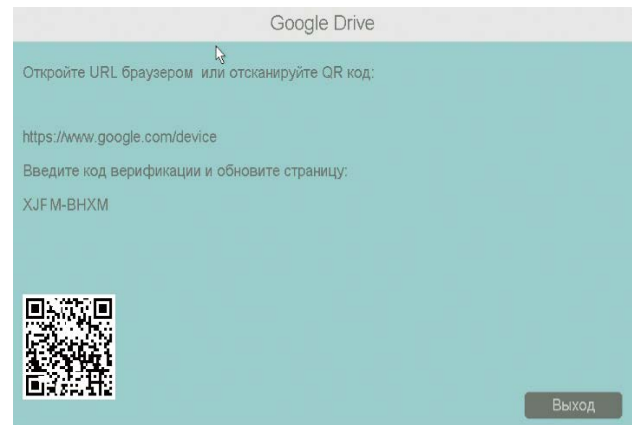 Google Drive
Откройте URL браузером или отсканируйте QR код:
https://www.google.com/device
Введите код верификации и обновите страницу:
XJFM-BHXM
Выход